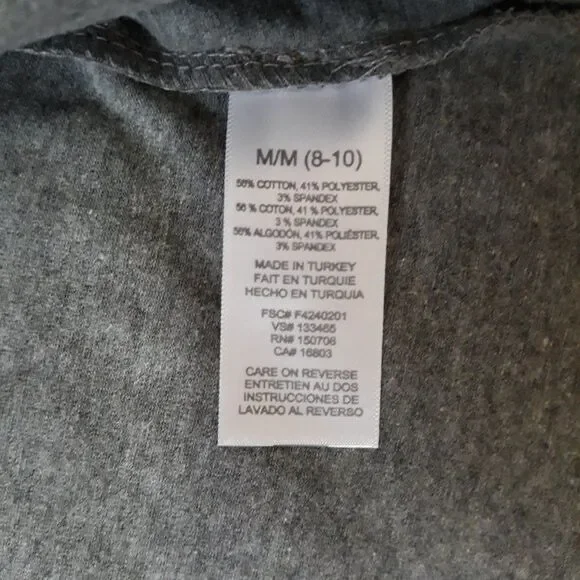 M/M (8-10)
56% COTTON, 41% POLYESTER,
3% SPANDEX
56 % COTON, 41 % POLYESTER,
3 % SPANDEX
56% ALGODÓN, 41% POLIÉSTER,
3% SPANDEX
MADE IN TURKEY
FAIT EN TURQUIE
HECHO EN TURQUIA
FSC# F4240201
VS# 133465
RN# 150706
CA# 16803
CARE ON REVERSE
ENTRETIEN AU DOS
INSTRUCCIONES DE
LAVADO AL REVERSO